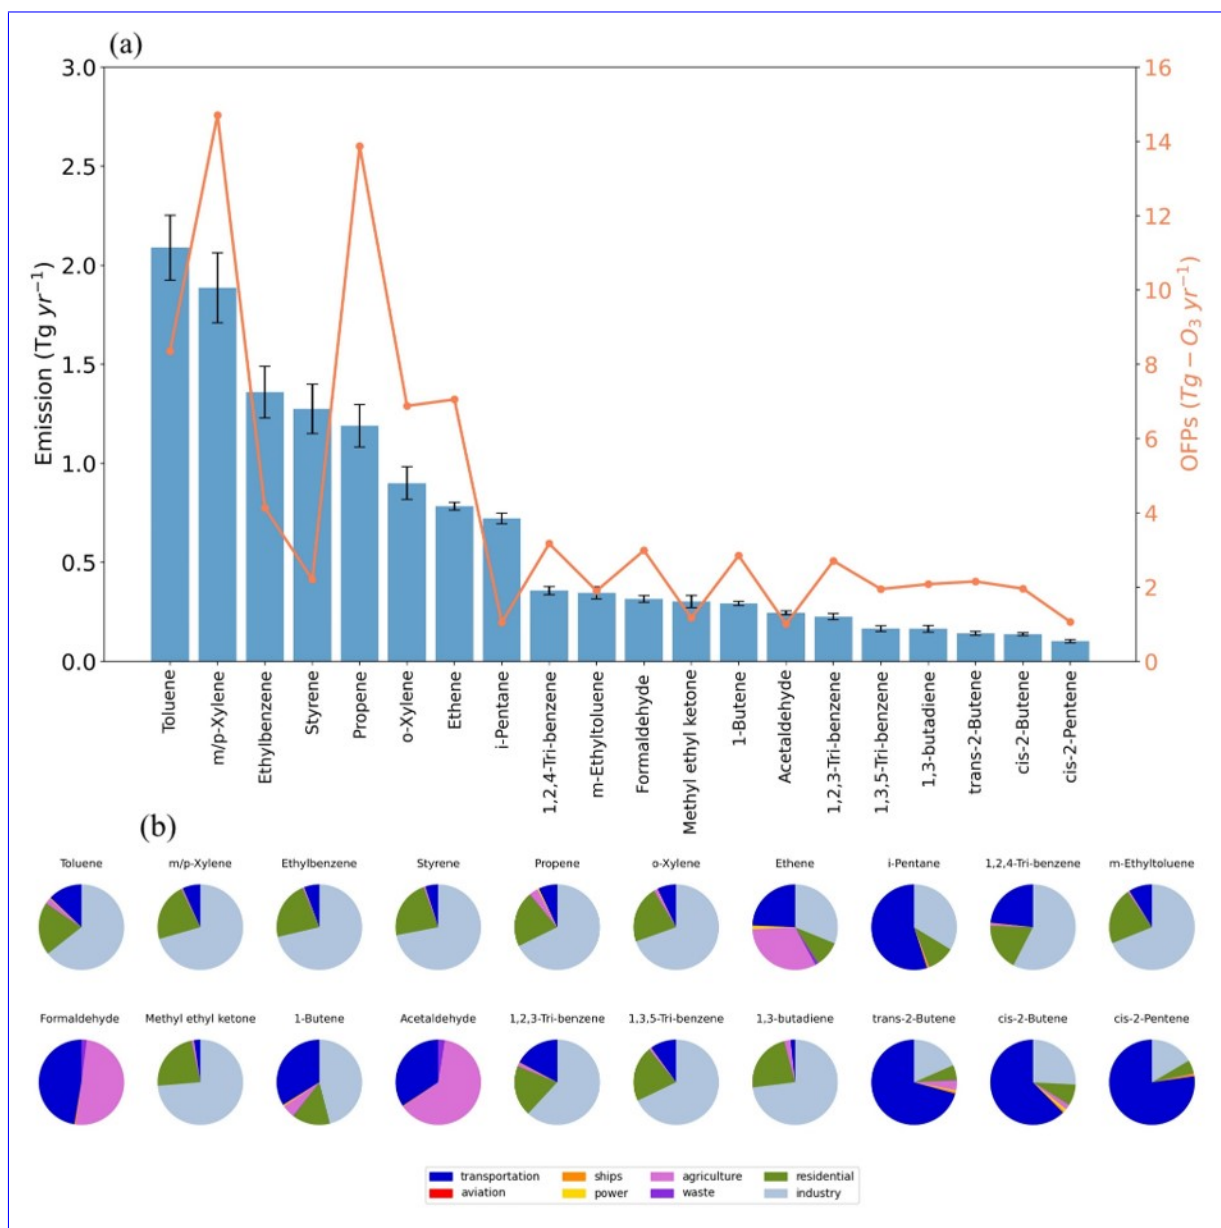 (a)
3.0
2.5
2.0
1.5
1.0
0.5
0.0
Emission (Tg yr⁻¹)
16
14
12
10
8
6
4
2
0
OFPs (Tg − O₃ yr⁻¹)
Toluene
m/p-Xylene
Ethylbenzene
Styrene
Propene
o-Xylene
Ethene
i-Pentane
1,2,4-Tri-benzene
m-Ethyltoluene
Formaldehyde
Methyl ethyl ketone
1-Butene
Acetaldehyde
1,2,3-Tri-benzene
1,3,5-Tri-benzene
1,3-butadiene
trans-2-Butene
cis-2-Butene
cis-2-Pentene
(b)
Toluene
m/p-Xylene
Ethylbenzene
Styrene
Propene
o-Xylene
Ethene
i-Pentane
1,2,4-Tri-benzene
m-Ethyltoluene
Formaldehyde
Methyl ethyl ketone
1-Butene
Acetaldehyde
1,2,3-Tri-benzene
1,3,5-Tri-benzene
1,3-butadiene
trans-2-Butene
cis-2-Butene
cis-2-Pentene
transportation
aviation
ships
power
agriculture
waste
residential
industry